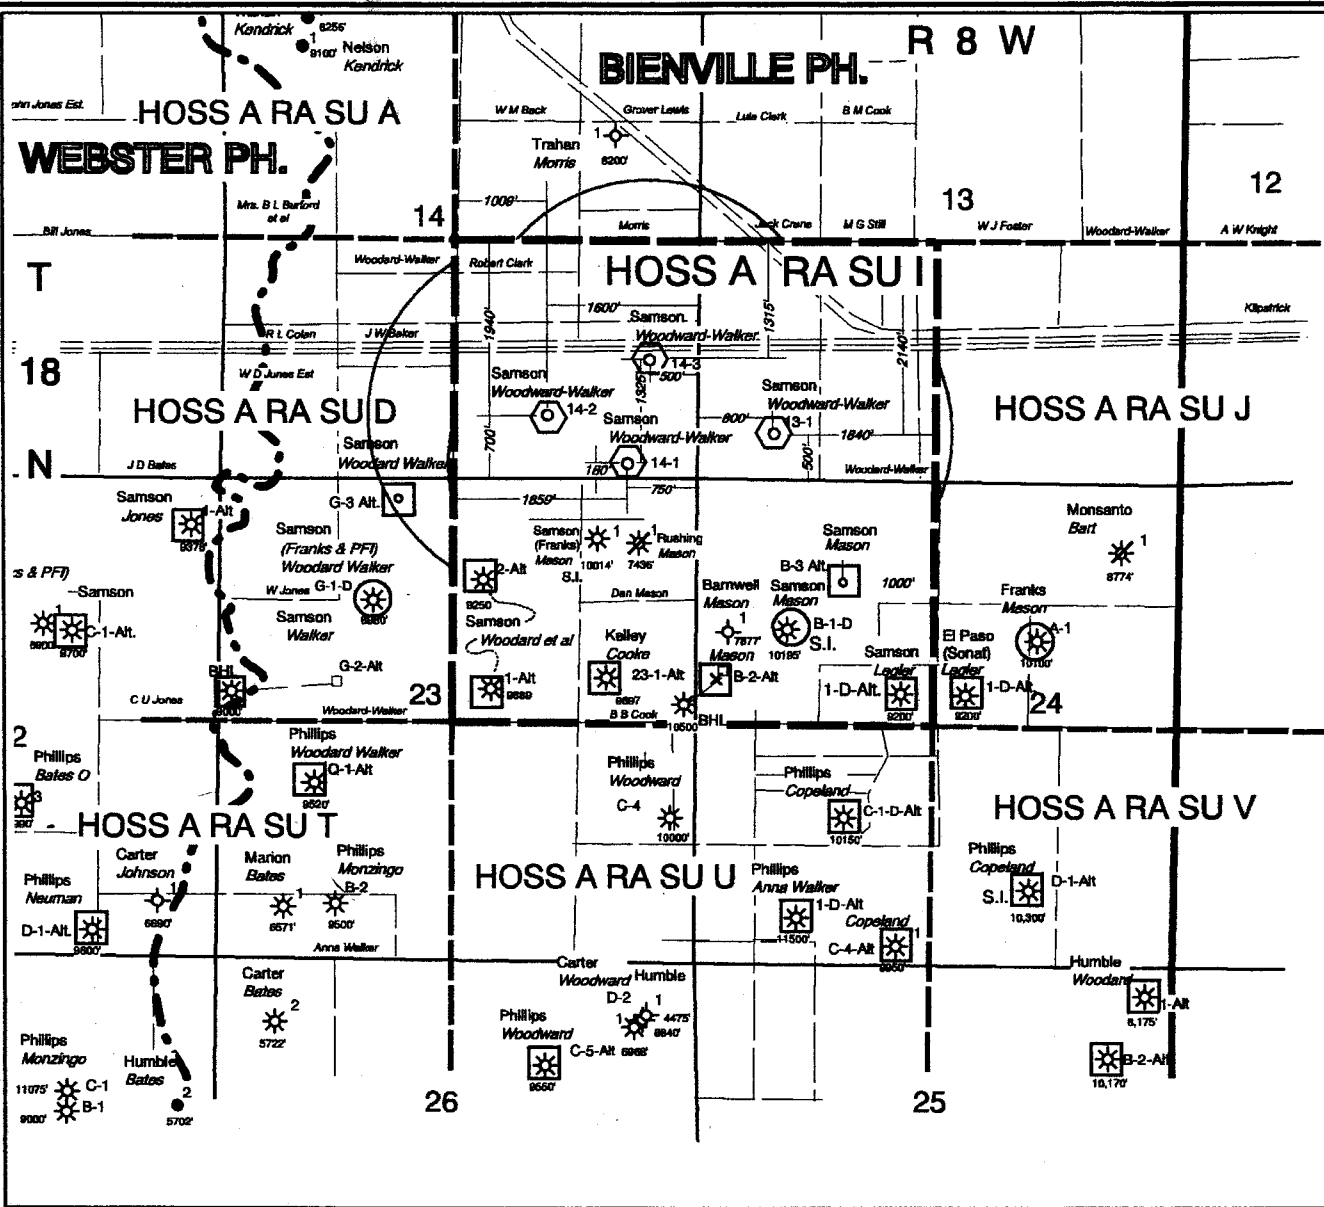 Kendrick
8256'
1
9100'
Nelson
Kendrick
BIENVILLE PH.
R 8 W
HOSS A RA SU A
W M Back
Grover Lewis
Lula Clark
B M Cook
WEBSTER PH.
Trahan
Morris
1
8200'
Mrs. B L Burford
et al
14
1009'
13
12
Bill Jones
Morris
Jack Crane
M G Still
W J Foster
Woodard-Walker
A W Knight
T
Woodard-Walker
Robert Clark
HOSS A RA SU I
1940'
1600'
1315'
Kilpatrick
R L Colan
J W Baker
Samson
Woodward-Walker
14-3
500'
1325'
2140'
18
W D Jones Est
Samson
Woodward-Walker
14-2
Samson
Woodward-Walker
13-1
HOSS A RA SU D
HOSS A RA SU J
700'
Samson
Woodward-Walker
14-1
800'
1840'
500'
N
J D Bates
Samson
Woodard Walker
180'
750'
Woodard-Walker
1859'
Samson
Jones
1-Alt
G-3 Alt.
Monsanto
Bart
1
8774'
Samson
(Franks & PFI)
Woodard Walker
G-1-D
W Jones
Samson
(Franks)
Mason
S.I.
1
10014'
1
Rushing
Mason
7436'
Samson
Mason
B-3 Alt.
1000'
s & PFI)
2-Alt
9250
Dan Mason
Barnwell
Mason
1
7877'
Samson
Mason
B-1-D
S.I.
10195'
Franks
Mason
A-1
10100'
Samson
1
C-1-Alt.
9700'
Samson
Walker
Samson
Woodard et al
Kelley
Cooke
23-1-Alt
9697
Mason
B-2-Alt
Samson
Legler
1-D-Alt.
9200'
El Paso
(Sonat)
Legler
1-D-Alt.
9200'
BHL
G-2-Alt
1-Alt
9889
C U Jones
Woodard-Walker
23
B B Cook
10500'
BHL
24
2
Phillips
Bates O
3
Phillips
Woodard Walker
Q-1-Alt
9520'
Phillips
Woodward
C-4
10000'
Phillips
Copeland
C-1-D-Alt
10150'
HOSS A RA SU T
HOSS A RA SU V
Carter
Johnson
1
6690'
Marion
Bates
1
6571'
Phillips
Monzingo
B-2
9500'
HOSS A RA SU U
Phillips
Anna Walker
1-D-Alt
11500'
Phillips
Copeland
S.I.
D-1-Alt
10,300'
Phillips
Neuman
D-1-Alt.
9800'
Anna Walker
Copeland
1
C-4-Alt
9950'
Carter
Bates
2
5722'
Carter
Woodward
D-2
1
Humble
1
4475'
Humble
Woodard
1-Alt
8,175'
Phillips
Woodward
C-5-Alt
9550'
B-2-Alt
10,170'
Phillips
Monzingo
11075'
C-1
9000'
B-1
Humble
Bates
2
5702'
26
25